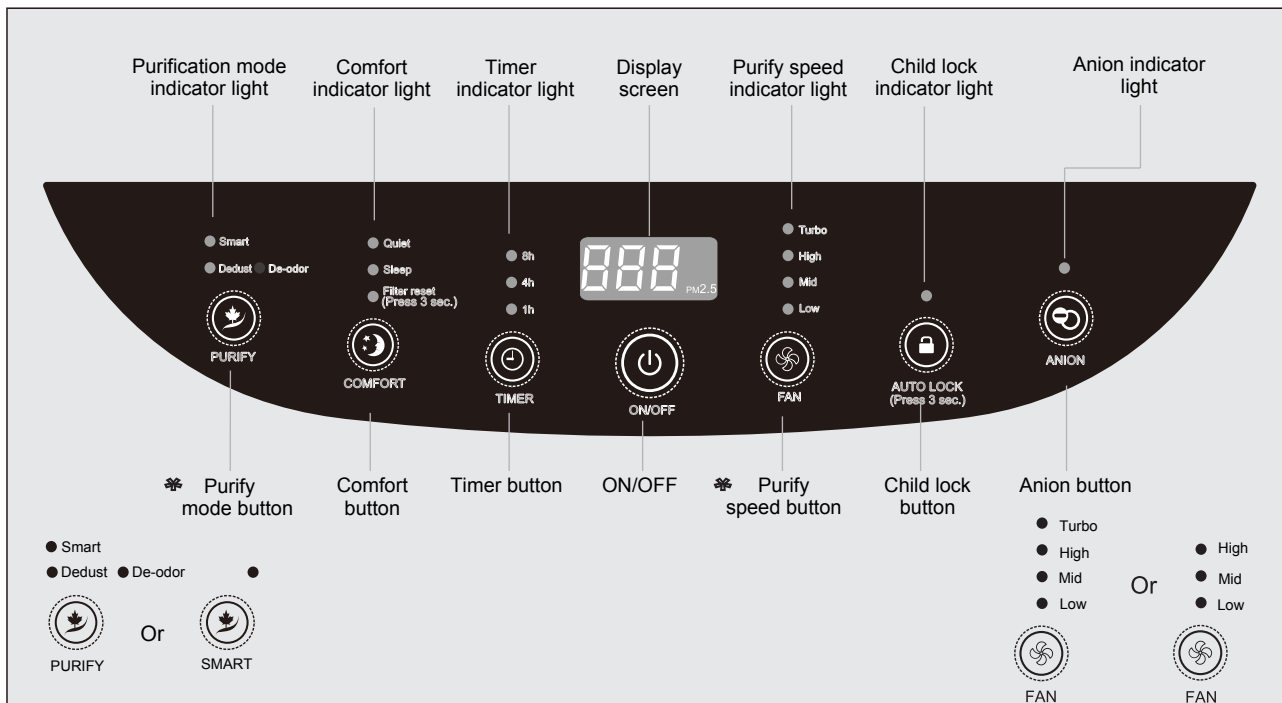 Purification mode
indicator light
Comfort
indicator light
Timer
indicator light
Display
screen
Purify speed
indicator light
Child lock
indicator light
Anion indicator
light
Smart
Dedust De-odor
PURIFY
Quiet
Sleep
Filter reset
(Press 3 sec.)
COMFORT
8h
4h
1h
TIMER
888
PM2.5
ON/OFF
Turbo
High
Mid
Low
FAN
AUTO LOCK
(Press 3 sec.)
ANION
Purify
mode button
Comfort
button
Timer button
ON/OFF
Purify
speed button
Child lock
button
Anion button
Smart
Dedust De-odor
PURIFY
Or
SMART
Turbo
High
Mid
Low
FAN
Or
High
Mid
Low
FAN